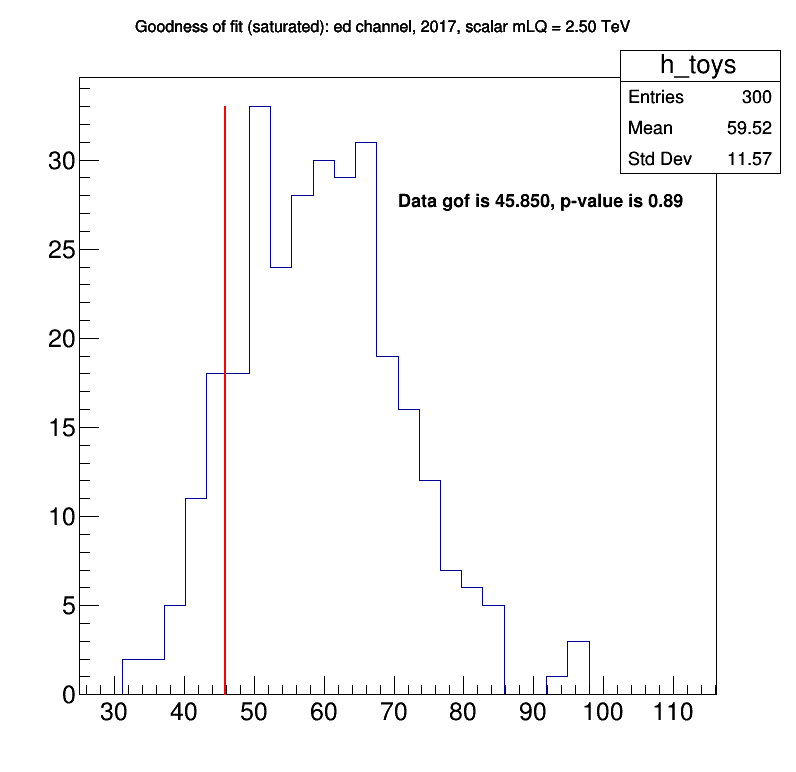 Goodness of fit (saturated): ed channel, 2017, scalar mLQ = 2.50 TeV
h_toys
Entries 300
Mean 59.52
Std Dev 11.57
Data gof is 45.850, p-value is 0.89
30
25
20
15
10
5
0
30 40 50 60 70 80 90 100 110